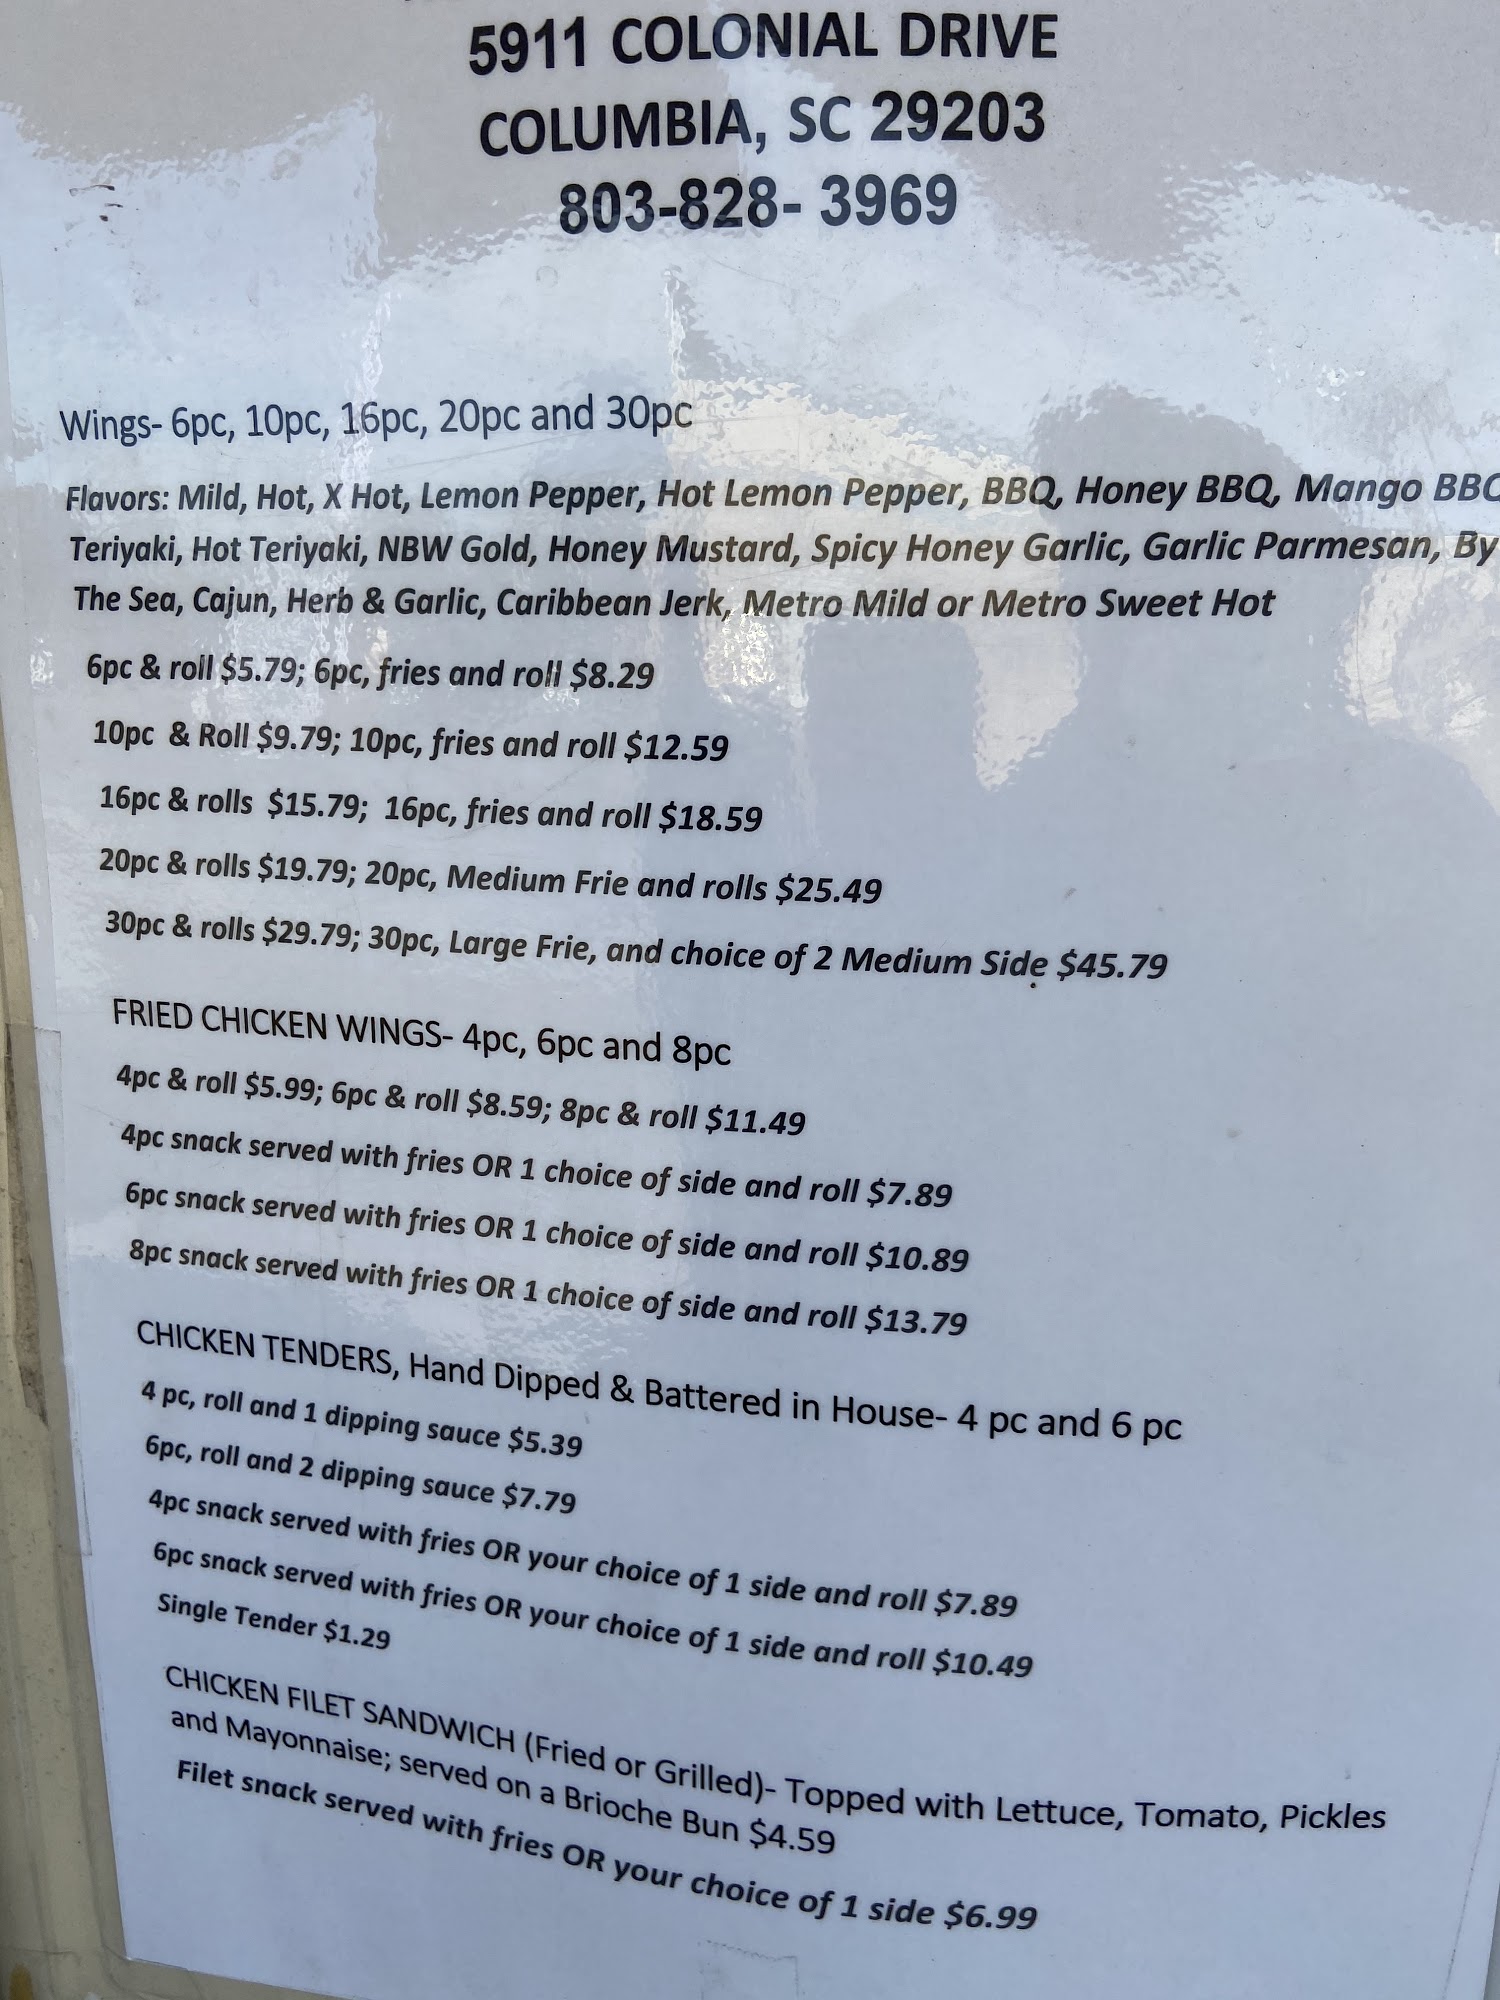 5911 COLONIAL DRIVE
COLUMBIA, SC 29203
803-828- 3969
Wings- 6pc, 10pc, 16pc, 20pc and 30pc
Flavors: Mild, Hot, X Hot, Lemon Pepper, Hot Lemon Pepper, BBQ, Honey BBQ, Mango BBQ
Teriyaki, Hot Teriyaki, NBW Gold, Honey Mustard, Spicy Honey Garlic, Garlic Parmesan, By
The Sea, Cajun, Herb & Garlic, Caribbean Jerk, Metro Mild or Metro Sweet Hot
6pc & roll $5.79; 6pc, fries and roll $8.29
10pc & Roll $9.79; 10pc, fries and roll $12.59
16pc & rolls $15.79; 16pc, fries and roll $18.59
20pc & rolls $19.79; 20pc, Medium Frie and rolls $25.49
30pc & rolls $29.79; 30pc, Large Frie, and choice of 2 Medium Side $45.79
FRIED CHICKEN WINGS- 4pc, 6pc and 8pc
4pc & roll $5.99; 6pc & roll $8.59; 8pc & roll $11.49
4pc snack served with fries OR 1 choice of side and roll $7.89
6pc snack served with fries OR 1 choice of side and roll $10.89
8pc snack served with fries OR 1 choice of side and roll $13.79
CHICKEN TENDERS, Hand Dipped & Battered in House- 4 pc and 6 pc
4 pc, roll and 1 dipping sauce $5.39
6pc, roll and 2 dipping sauce $7.79
4pc snack served with fries OR your choice of 1 side and roll $7.89
6pc snack served with fries OR your choice of 1 side and roll $10.49
Single Tender $1.29
CHICKEN FILET SANDWICH (Fried or Grilled)- Topped with Lettuce, Tomato, Pickles
and Mayonnaise; served on a Brioche Bun $4.59
Filet snack served with fries OR your choice of 1 side $6.99